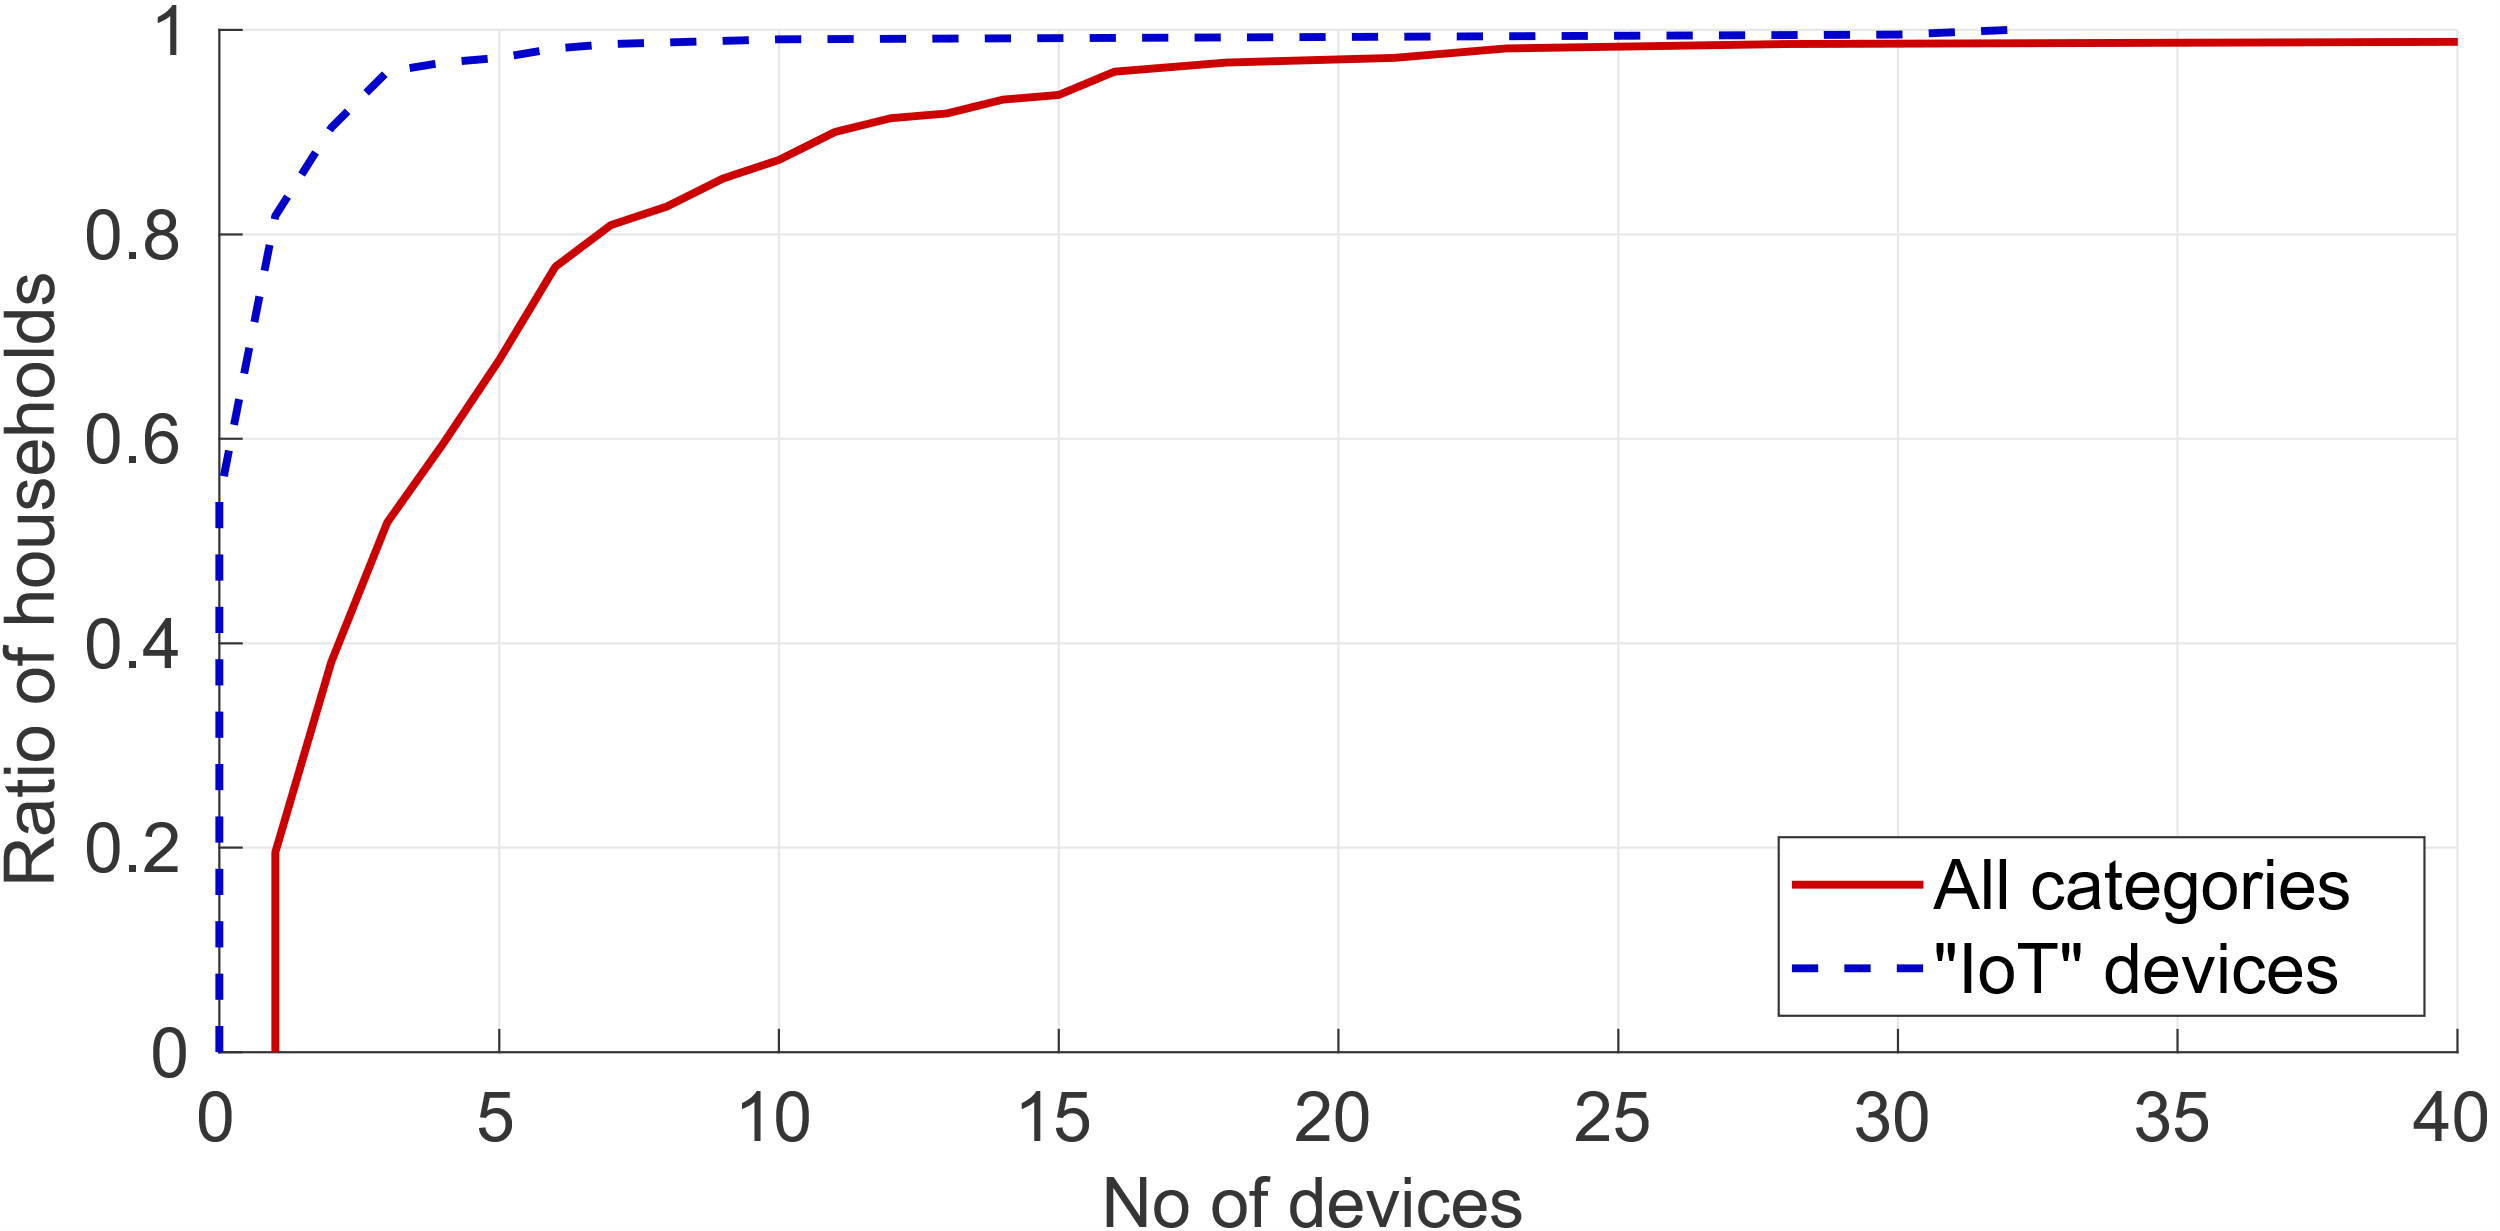 Ratio of households
1
0.8
0.6
0.4
0.2
0
0 5 10 15 20 25 30 35 40
No of devices
All categories
"IoT" devices